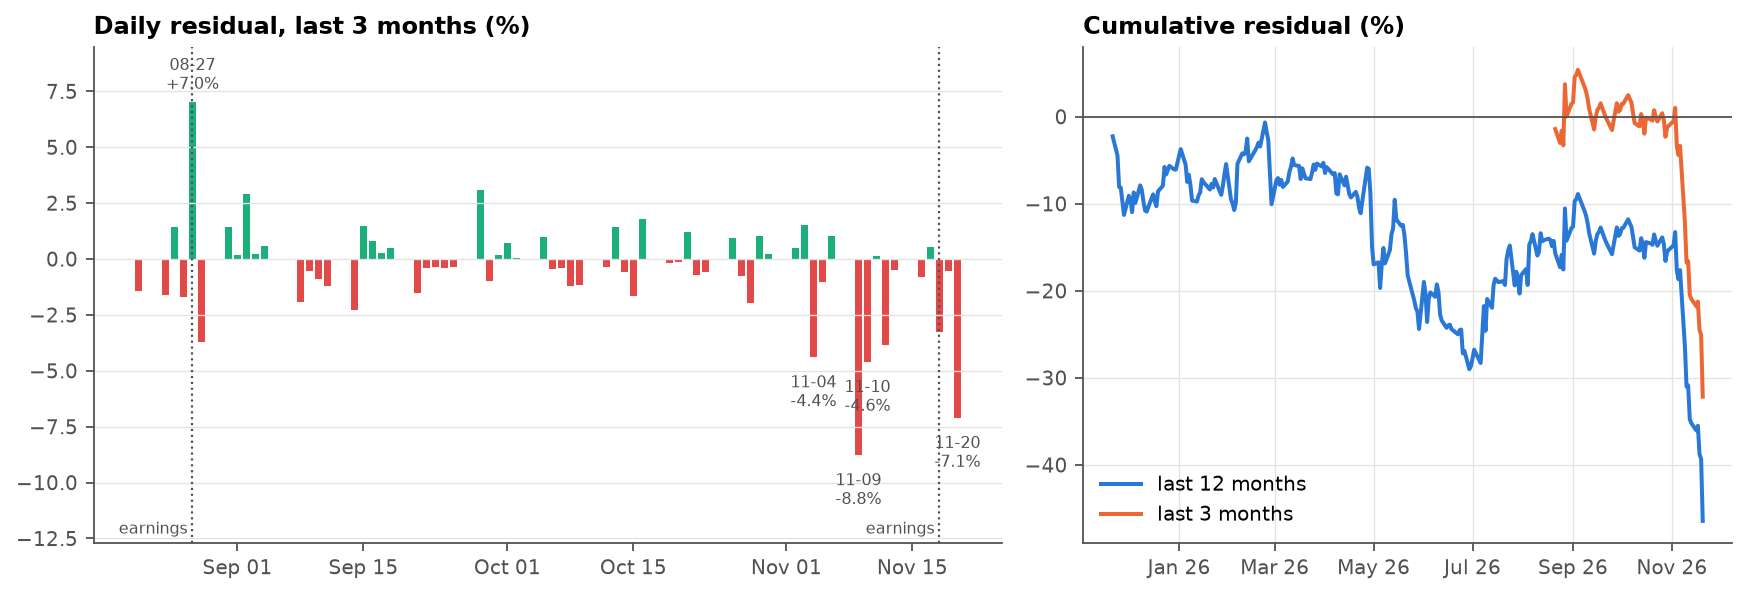 Daily residual, last 3 months (%)
08-27
+7.0%
7.5
5.0
2.5
0.0
−2.5
−5.0
−7.5
−10.0
−12.5
11-04
-4.4%
11-10
-4.6%
11-20
-7.1%
11-09
-8.8%
earnings
earnings
Sep 01
Sep 15
Oct 01
Oct 15
Nov 01
Nov 15
Cumulative residual (%)
0
−10
−20
−30
−40
last 12 months
last 3 months
Jan 26
Mar 26
May 26
Jul 26
Sep 26
Nov 26